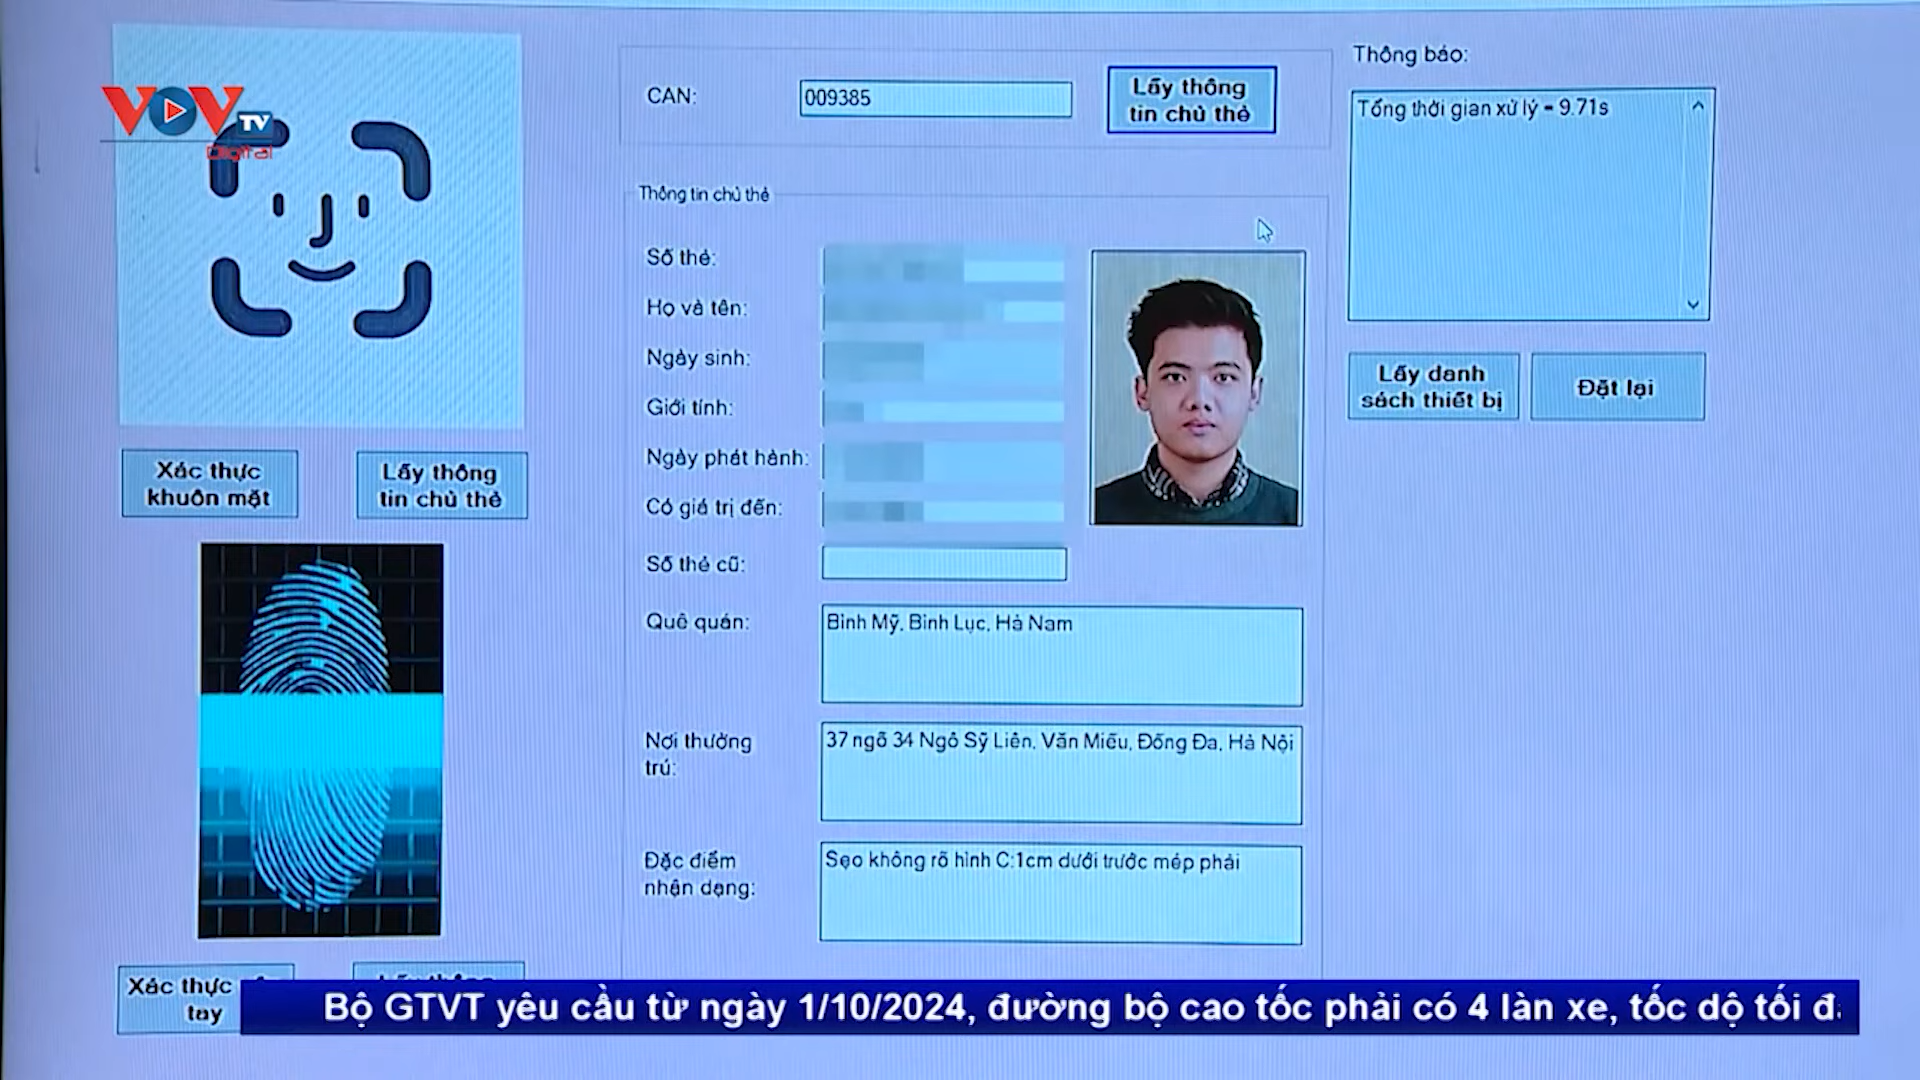 VOV TV
Digital
CAN:
009385
Lấy thông
tin chủ thẻ
Thông báo:
Tổng thời gian xử lý = 9.71s
Lấy danh
sách thiết bị
Đặt lại
Thông tin chủ thẻ
Số thẻ:
Họ và tên:
Ngày sinh:
Giới tính:
Ngày phát hành:
Có giá trị đến:
Số thẻ cũ:
Quê quán:
Bình Mỹ, Bình Lục, Hà Nam
Nơi thường
trú:
37 ngõ 34 Ngô Sỹ Liên, Văn Miếu, Đống Đa, Hà Nội
Đặc điểm
nhận dạng:
Sẹo không rõ hình C:1cm dưới trước mép phải
Xác thực
khuôn mặt
Lấy thông
tin chủ thẻ
Xác thực
tay
Bộ GTVT yêu cầu từ ngày 1/10/2024, đường bộ cao tốc phải có 4 làn xe, tốc dộ tối